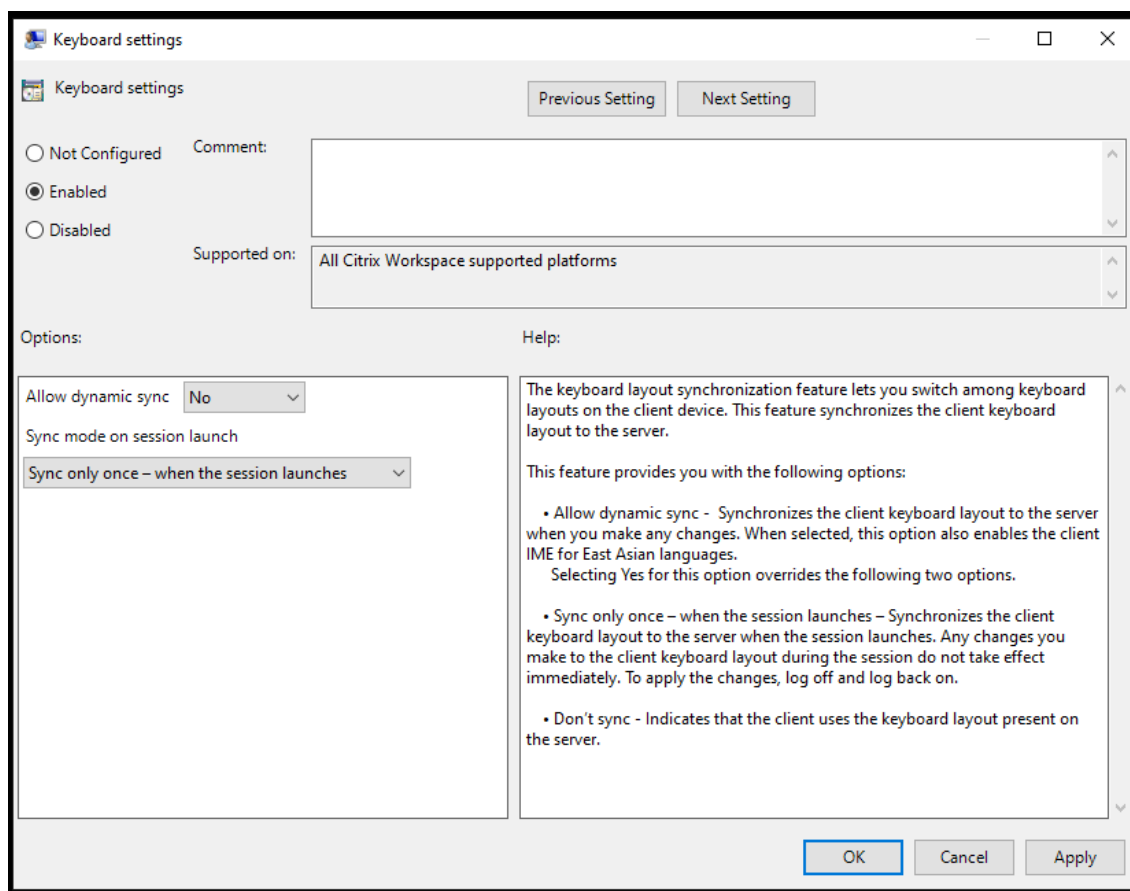 Keyboard settings
Keyboard settings
Previous Setting
Next Setting
Not Configured
Enabled
Disabled
Comment:
Supported on:
All Citrix Workspace supported platforms
Options:
Help:
Allow dynamic sync No
Sync mode on session launch
Sync only once – when the session launches
The keyboard layout synchronization feature lets you switch among keyboard
layouts on the client device. This feature synchronizes the client keyboard
layout to the server.
This feature provides you with the following options:
• Allow dynamic sync -  Synchronizes the client keyboard layout to the server
when you make any changes. When selected, this option also enables the client
IME for East Asian languages.
Selecting Yes for this option overrides the following two options.
• Sync only once – when the session launches – Synchronizes the client
keyboard layout to the server when the session launches. Any changes you
make to the client keyboard layout during the session do not take effect
immediately. To apply the changes, log off and log back on.
• Don't sync - Indicates that the client uses the keyboard layout present on
the server.
OK
Cancel
Apply